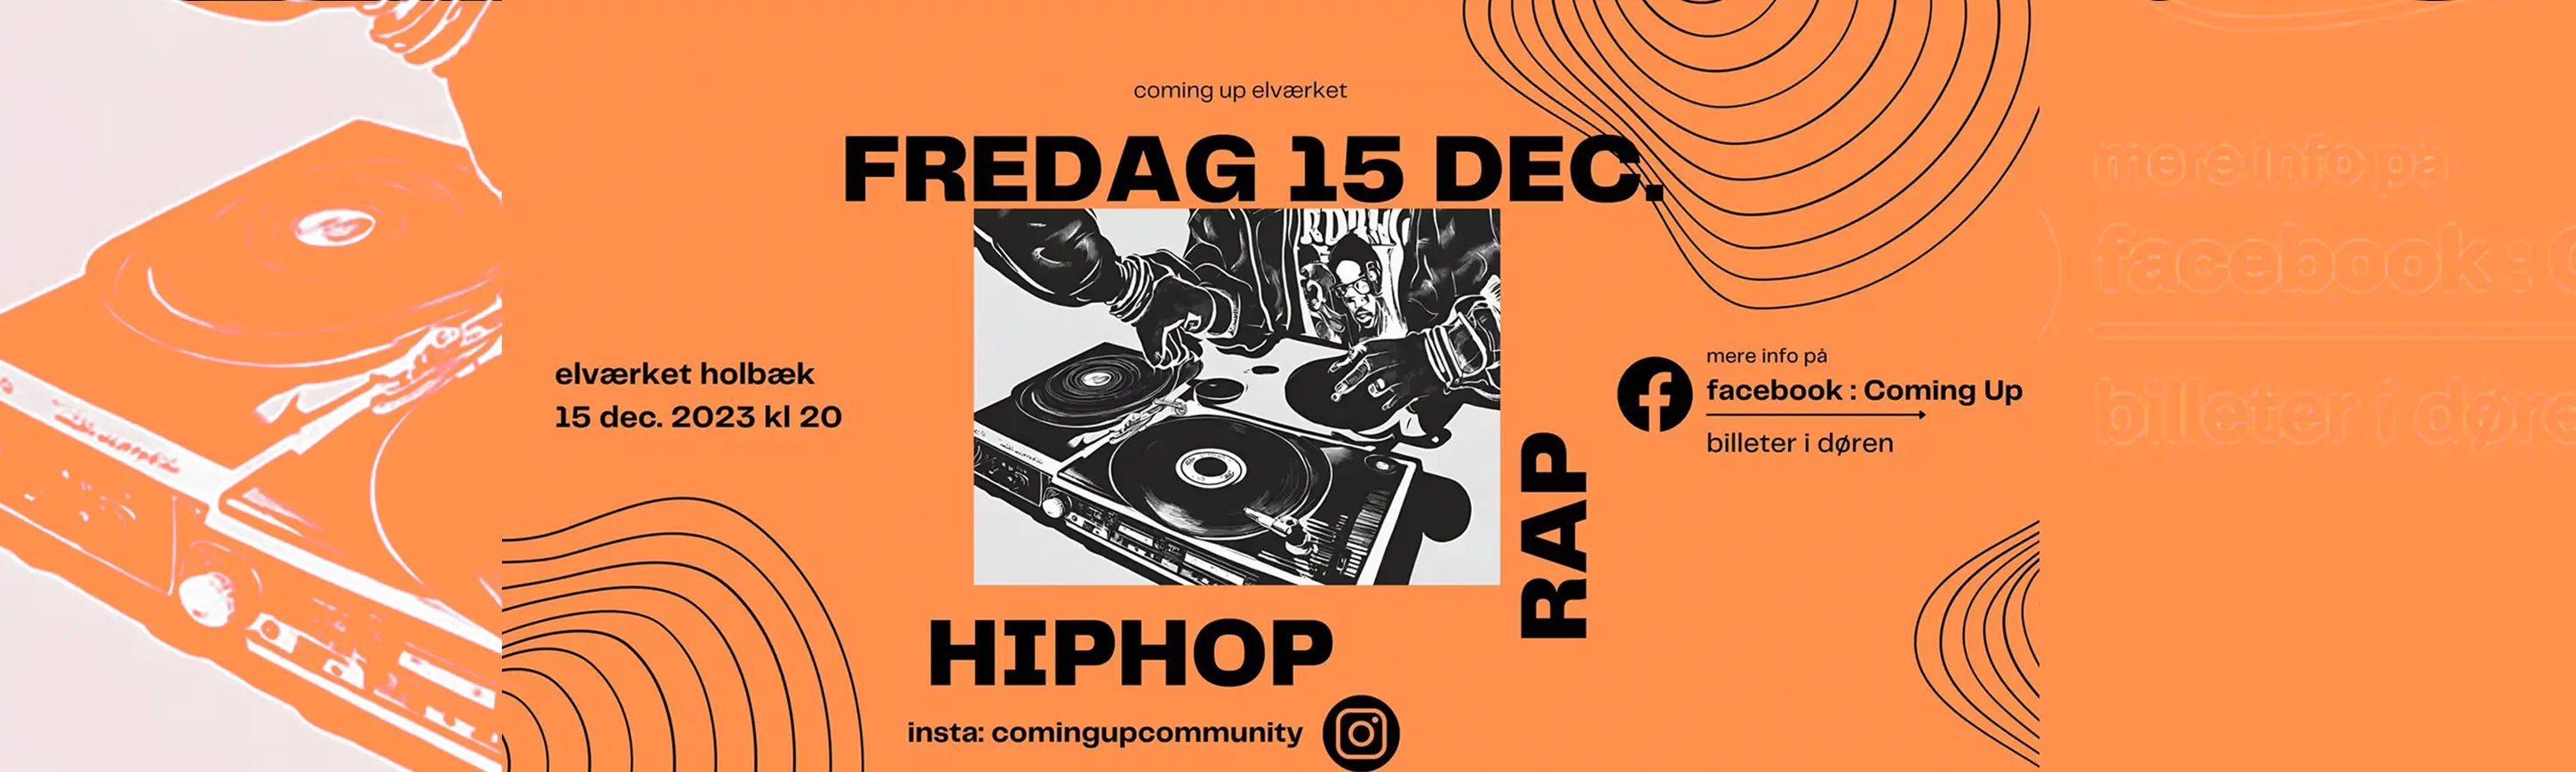 coming up elværket
FREDAG 15 DEC.
elværket holbæk
15 dec. 2023 kl 20
mere info på
facebook : Coming Up
billeter i døren
RAP
HIPHOP
insta: comingupcommunity
mere info på
facebook :
billeter i døre